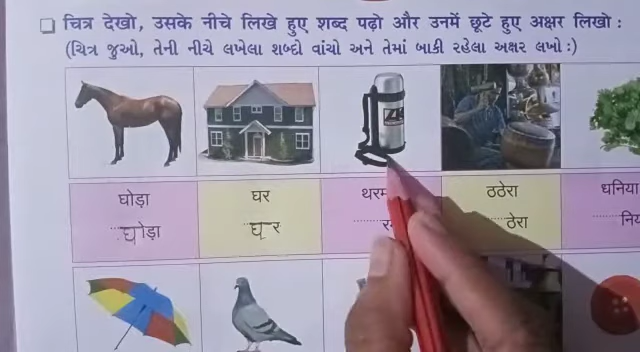 चित्र देखो, उसके नीचे लिखे हुए शब्द पढ़ो और उनमें छूटे हुए अक्षर लिखो :
(ચિત્ર જુઓ, તેની નીચે લખેલા શબ્દો વાંચો અને તેમાં બાકી રહેલા અક્ષર લખો :)
घोड़ा घर ठठेरा धनिया
घोड़ा घर ठेरा